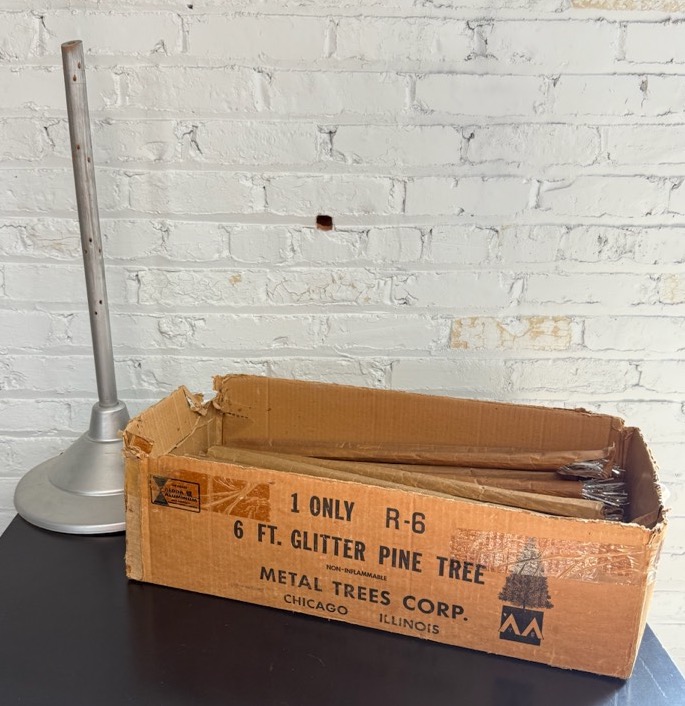 1 ONLY R-6
6 FT. GLITTER PINE TREE
NON-INFLAMMABLE
METAL TREES CORP.
CHICAGO ILLINOIS